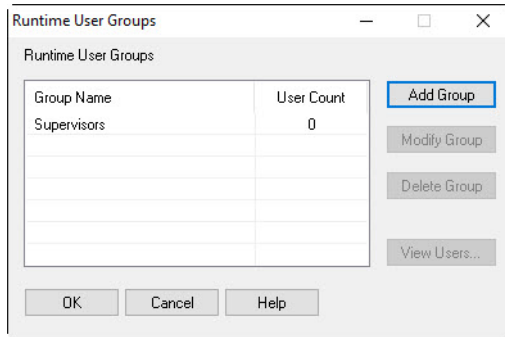 Runtime User Groups
Runtime User Groups
Group Name User Count
Supervisors 0
Add Group
Modify Group
Delete Group
View Users...
OK Cancel Help